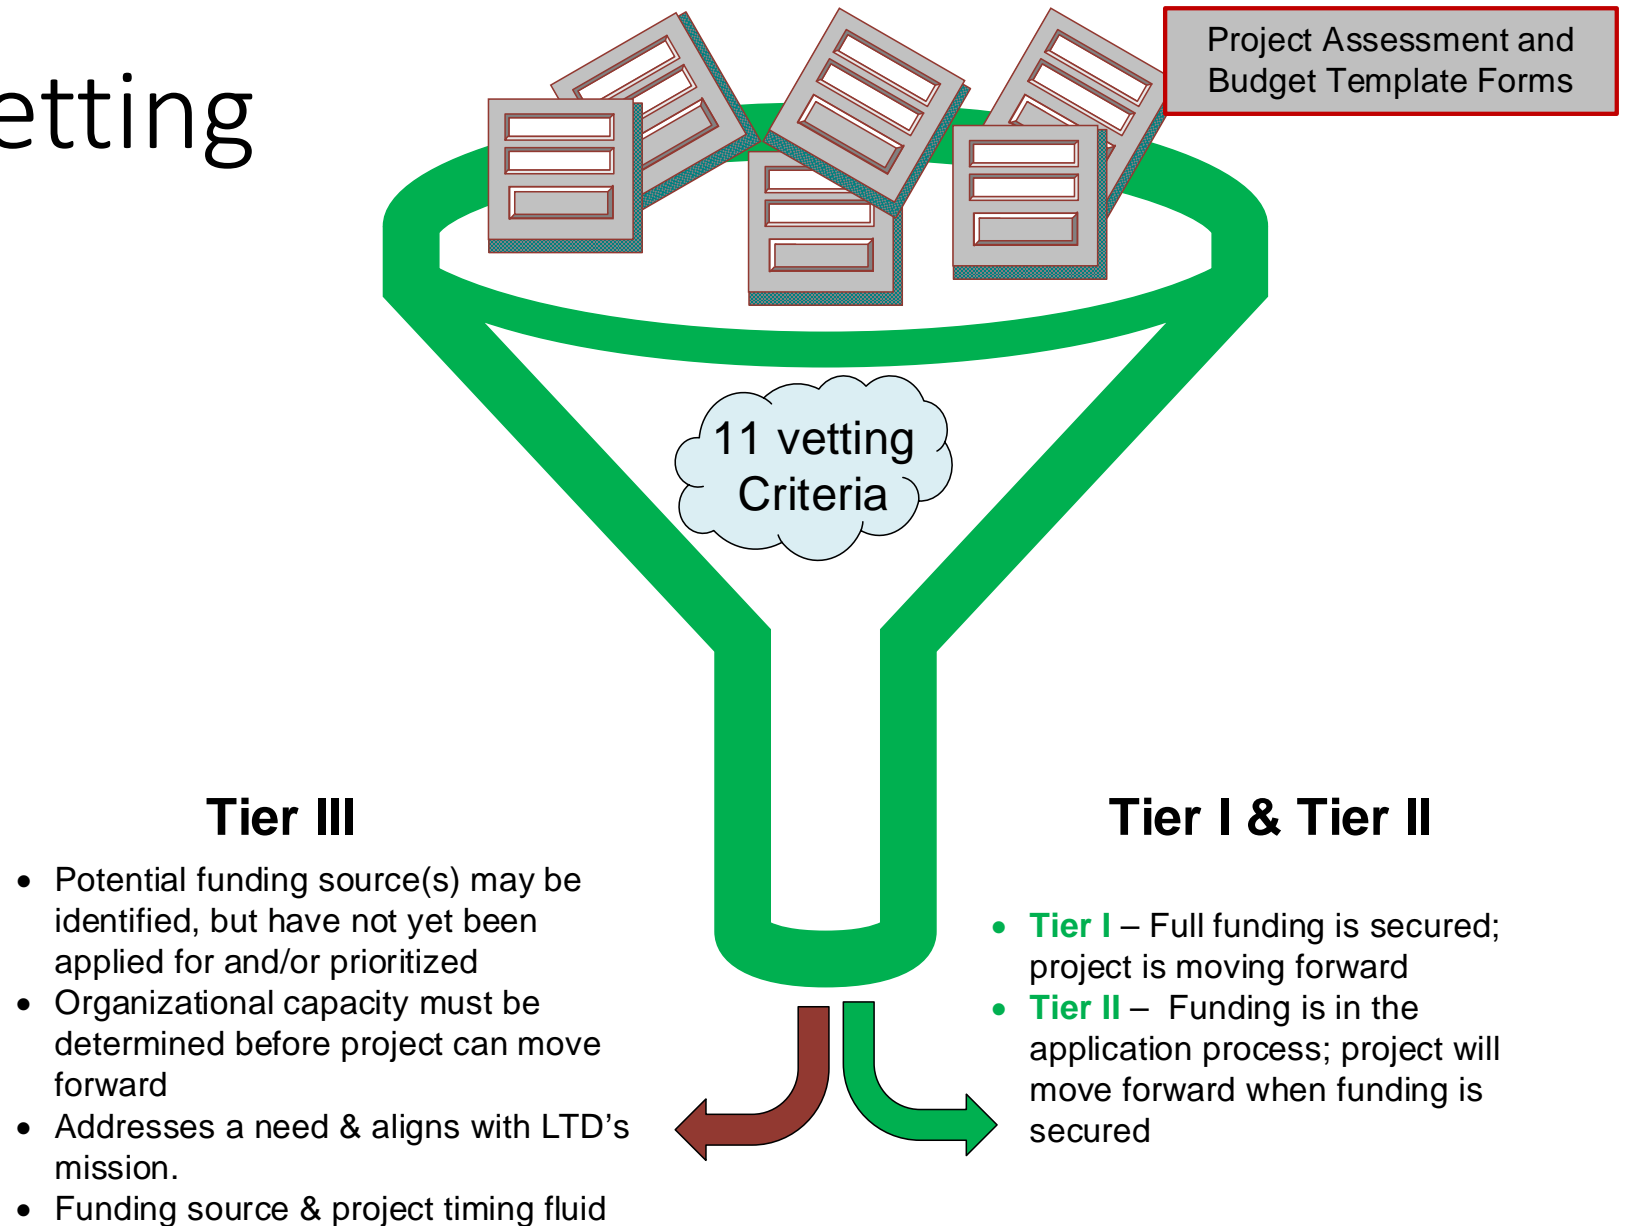 etting
Project Assessment and
Budget Template Forms
11 vetting
Criteria
Tier III
• Potential funding source(s) may be
identified, but have not yet been
applied for and/or prioritized
• Organizational capacity must be
determined before project can move
forward
• Addresses a need & aligns with LTD’s
mission.
• Funding source & project timing fluid
Tier I & Tier II
• Tier I – Full funding is secured;
project is moving forward
• Tier II – Funding is in the
application process; project will
move forward when funding is
secured